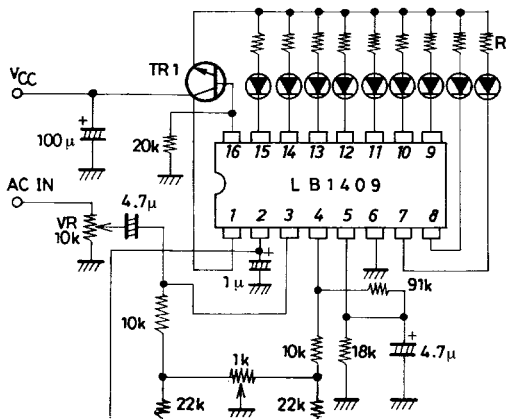 TR1
R
VCC
+
100μ
20k
16 15 14 13 12 11 10 9
LB1409
1 2 3 4 5 6 7 8
AC IN
4.7μ
VR
10k
+
1μ
91k
10k
10k
18k
+
4.7μ
1k
22k
22k